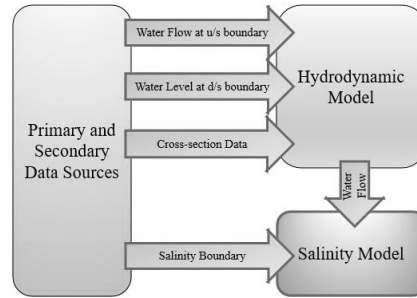 Water Flow at u/s boundary
Water Level at d/s boundary
Hydrodynamic
Model
Primary and
Secondary
Data Sources
Cross-section Data
Water
Flow
Salinity Boundary
Salinity Model